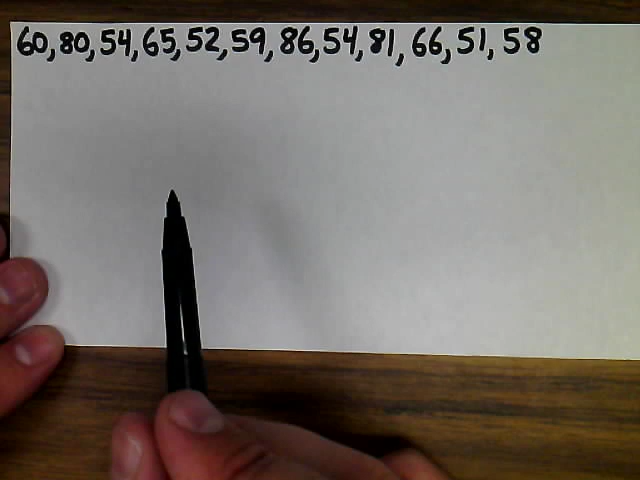 60, 80, 54, 65, 52, 59, 86, 54, 81, 66, 51, 58